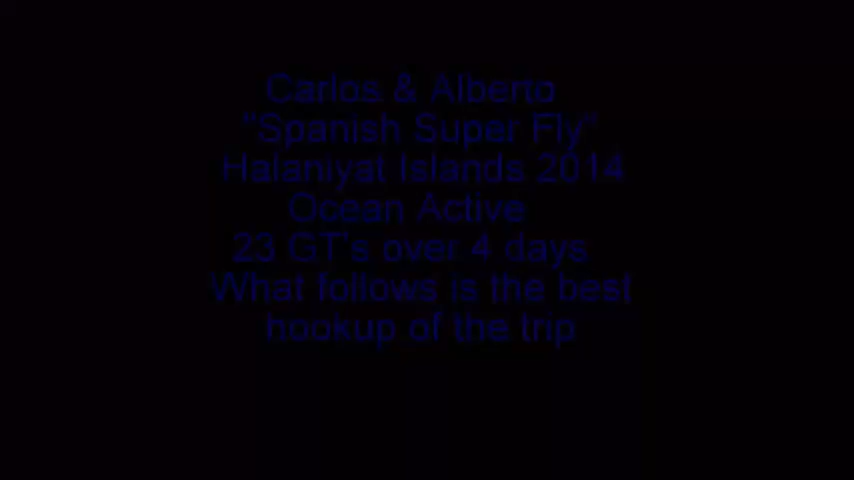 Carlos & Alberto
"Spanish Super Fly"
Halaniyat Islands 2014
Ocean Active
23 GT's over 4 days
What follows is the best
hookup of the trip